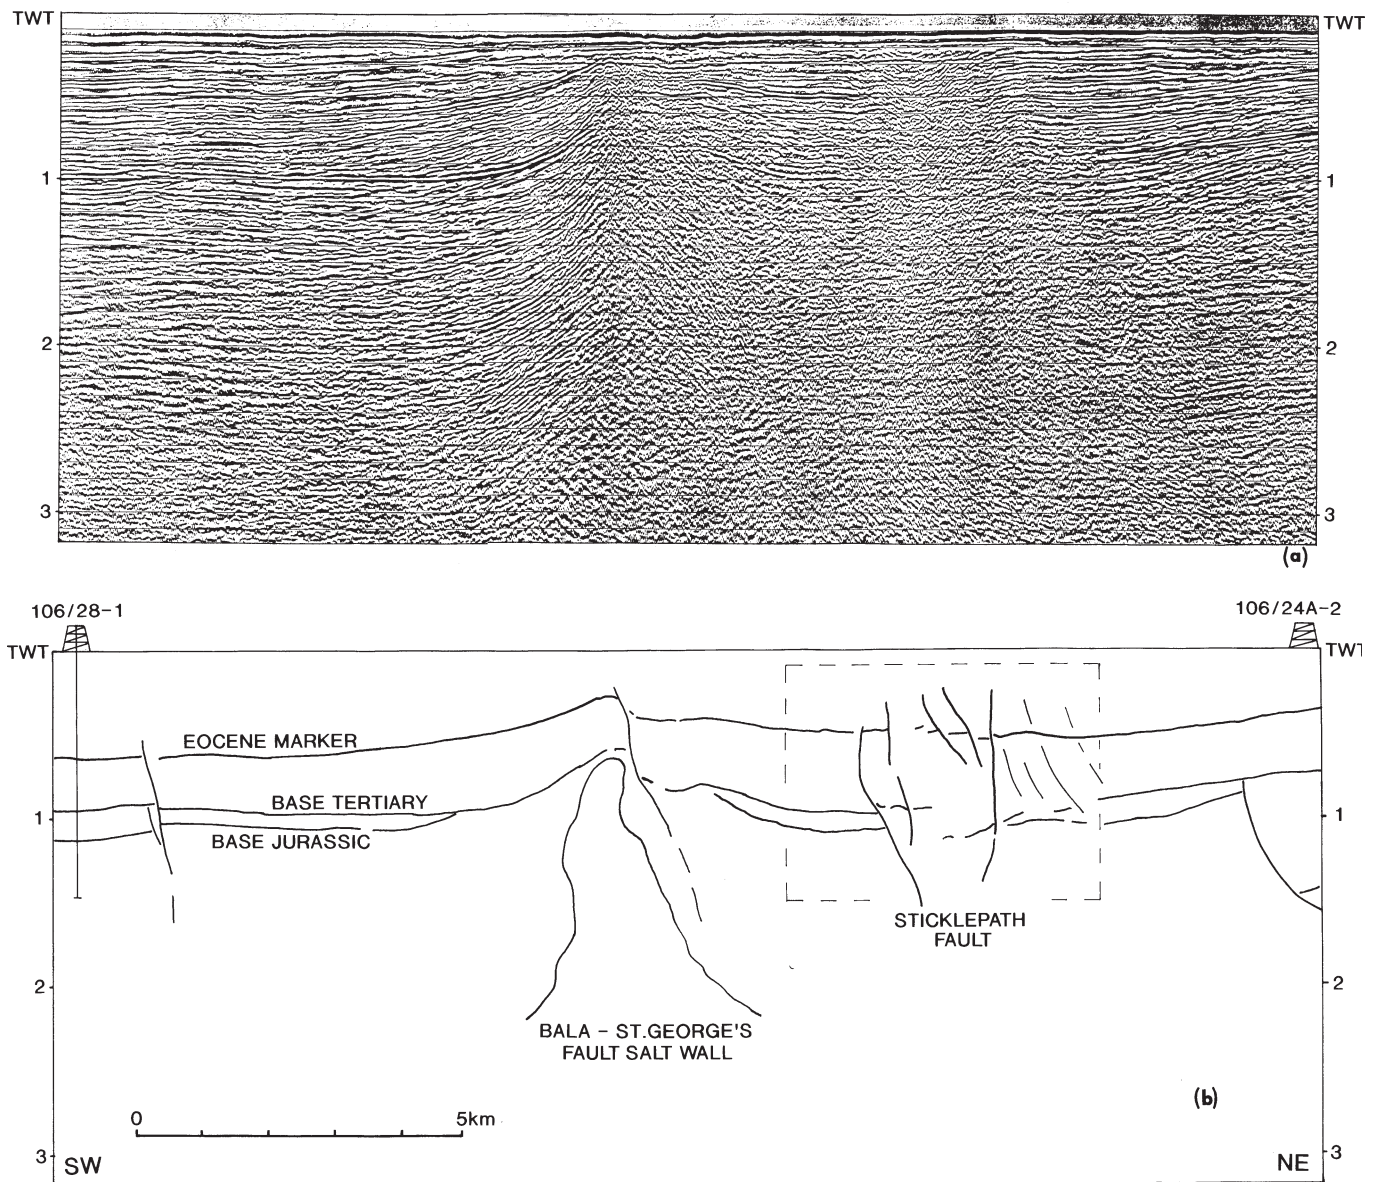 TWT
TWT
1
1
2
2
3
3
(a)
106/28-1
106/24A-2
TWT
TWT
EOCENE MARKER
BASE TERTIARY
1
1
BASE JURASSIC
STICKLEPATH
FAULT
2
2
BALA - ST.GEORGE'S
FAULT SALT WALL
(b)
0
5km
3
3
SW
NE